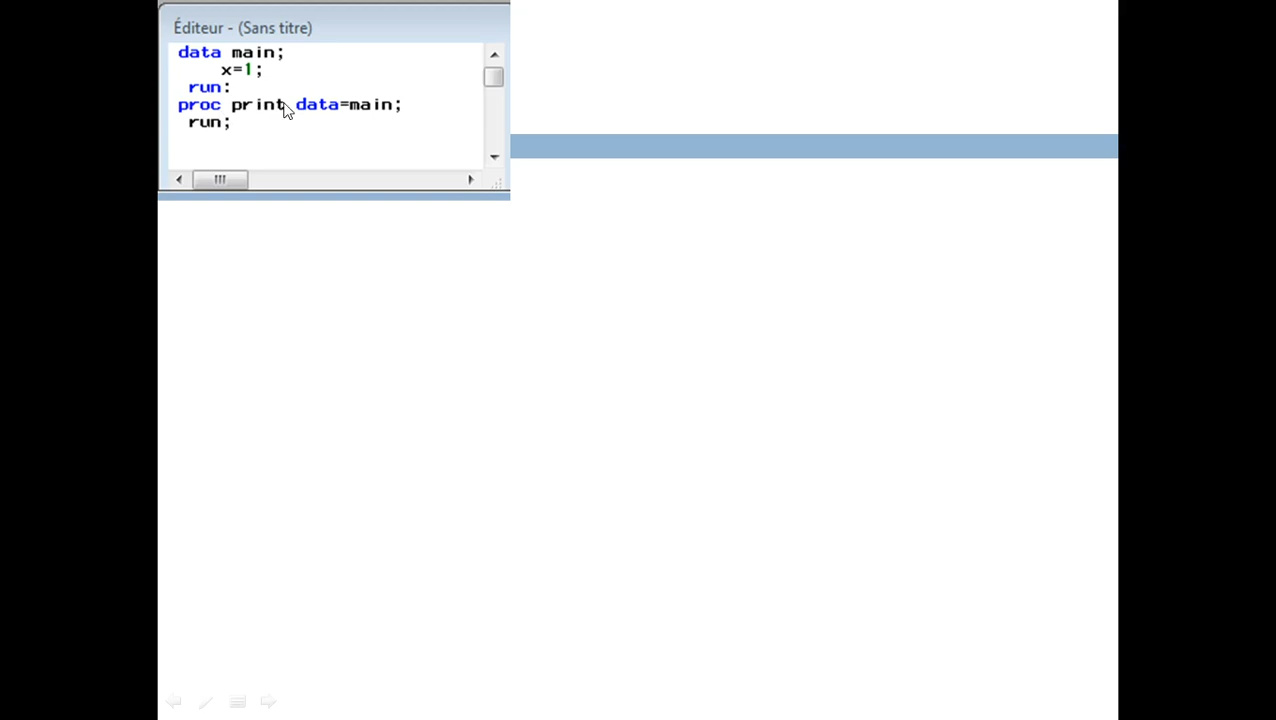 Éditeur - (Sans titre)
data main;
x=1;
run:
proc print data=main;
run;